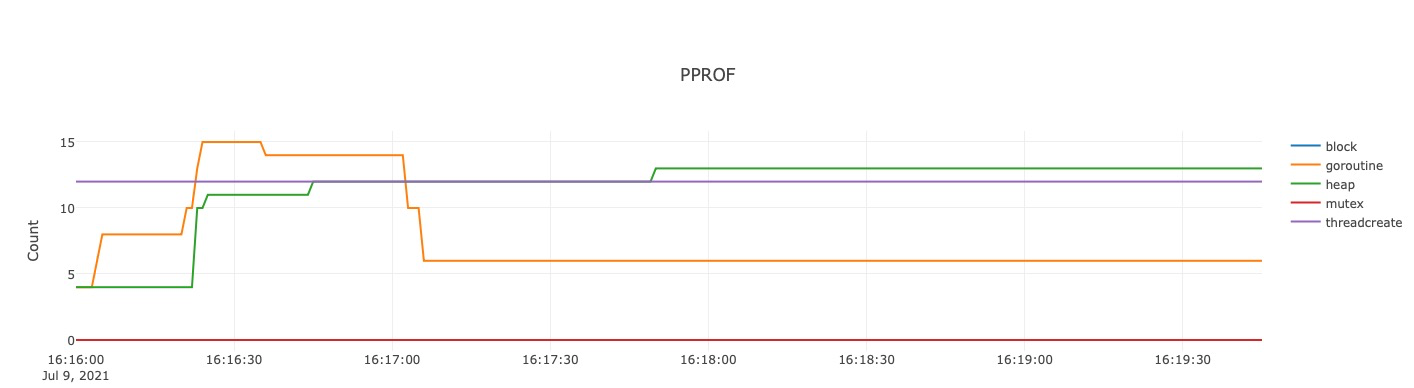 PPROF
15
10
5
0
Count
16:16:00
Jul 9, 2021
16:16:30
16:17:00
16:17:30
16:18:00
16:18:30
16:19:00
16:19:30
block
goroutine
heap
mutex
threadcreate